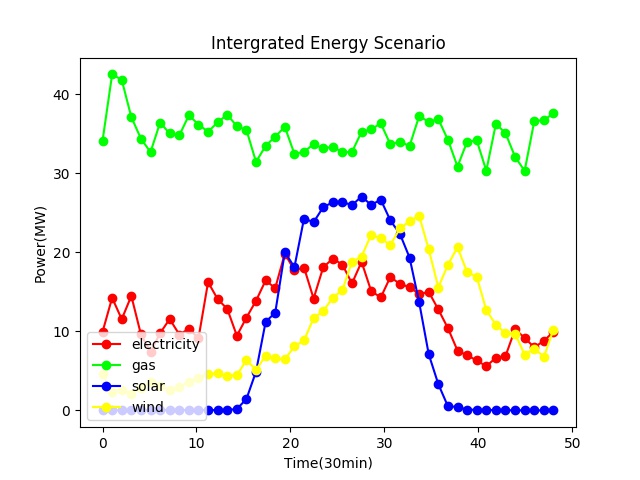 Intergrated Energy Scenario
Power(MW)
40
30
20
10
0
electricity
gas
solar
wind
0 10 20 30 40 50
Time(30min)